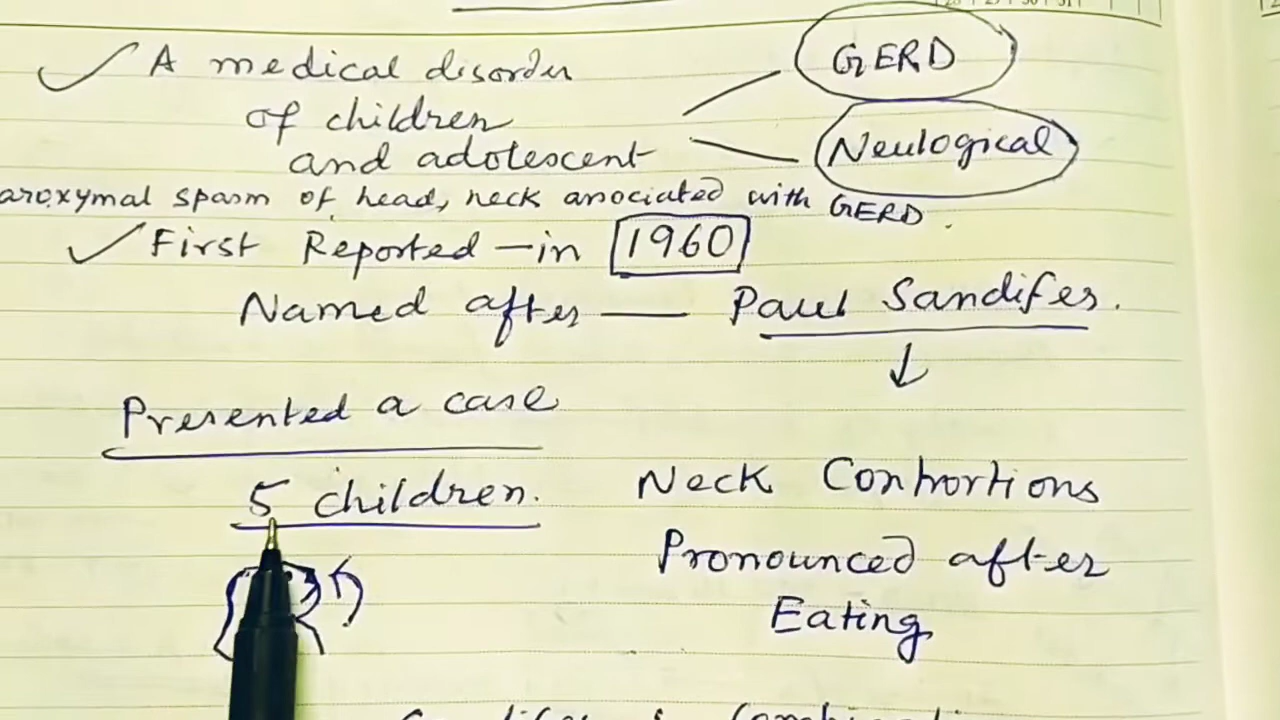 A medical disorder
GERD
of children
and adolescent
Neulogical
aroxymal spasm of head, neck associated with GERD.
First Reported - in 1960
Named after — Paul Sandifer.
Presented a case
5 children.
Neck Contrortions
Pronounced after
Eating